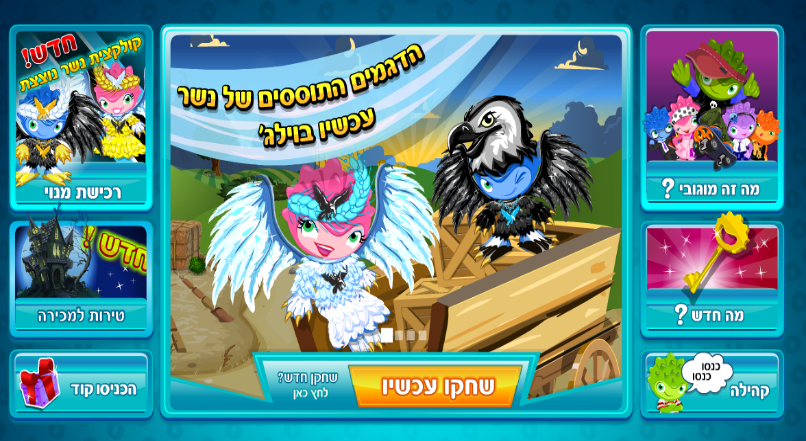 חדש!
קולקצית נשר נוצצת
רכישת מנוי
חדש!
טירות למכירה
הכניסו קוד
הדגמים התוססים של נשר
עכשיו בוילג'
שחקן חדש?
לחץ כאן
שחקו עכשיו
מה זה מוגובי?
מה חדש?
כנסו
כנסו
קהילה